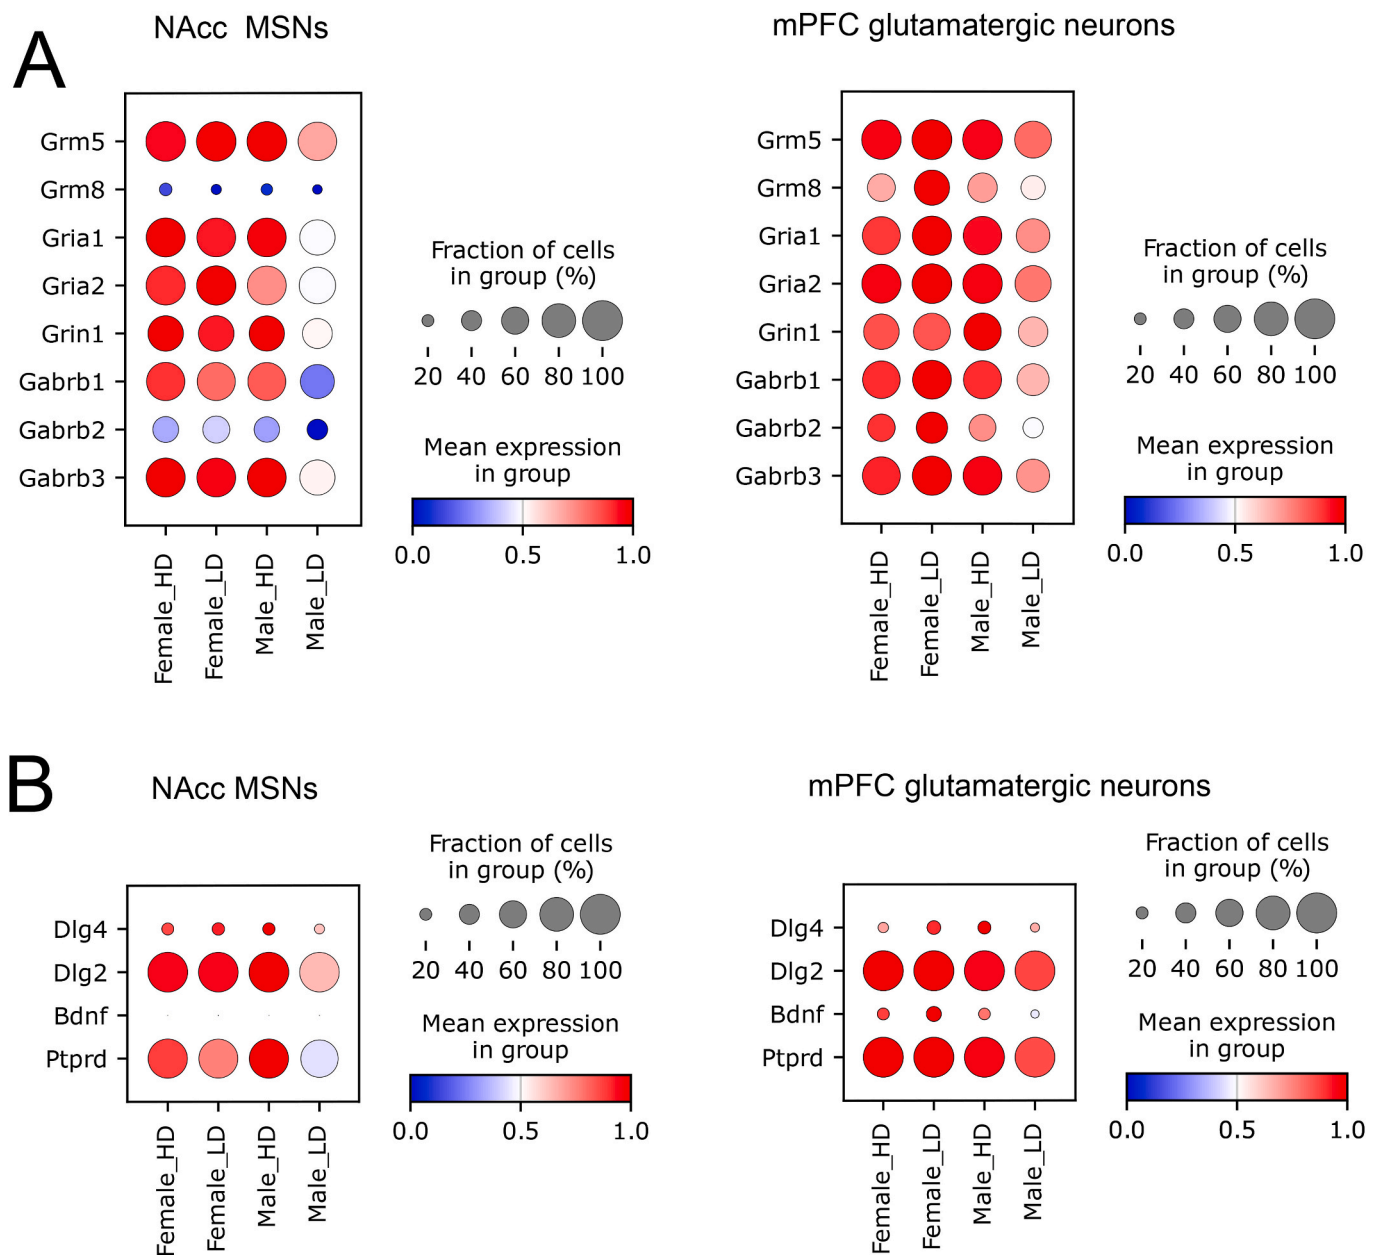 A
NAcc MSNs
Grm5
Grm8
Gria1
Gria2
Grin1
Gabrb1
Gabrb2
Gabrb3
Female_HD
Female_LD
Male_HD
Male_LD
Fraction of cells
in group (%)
20 40 60 80 100
Mean expression
in group
0.0 0.5 1.0
mPFC glutamatergic neurons
Grm5
Grm8
Gria1
Gria2
Grin1
Gabrb1
Gabrb2
Gabrb3
Female_HD
Female_LD
Male_HD
Male_LD
Fraction of cells
in group (%)
20 40 60 80 100
Mean expression
in group
0.0 0.5 1.0
B
NAcc MSNs
Dlg4
Dlg2
Bdnf
Ptprd
Female_HD
Female_LD
Male_HD
Male_LD
Fraction of cells
in group (%)
20 40 60 80 100
Mean expression
in group
0.0 0.5 1.0
mPFC glutamatergic neurons
Dlg4
Dlg2
Bdnf
Ptprd
Female_HD
Female_LD
Male_HD
Male_LD
Fraction of cells
in group (%)
20 40 60 80 100
Mean expression
in group
0.0 0.5 1.0